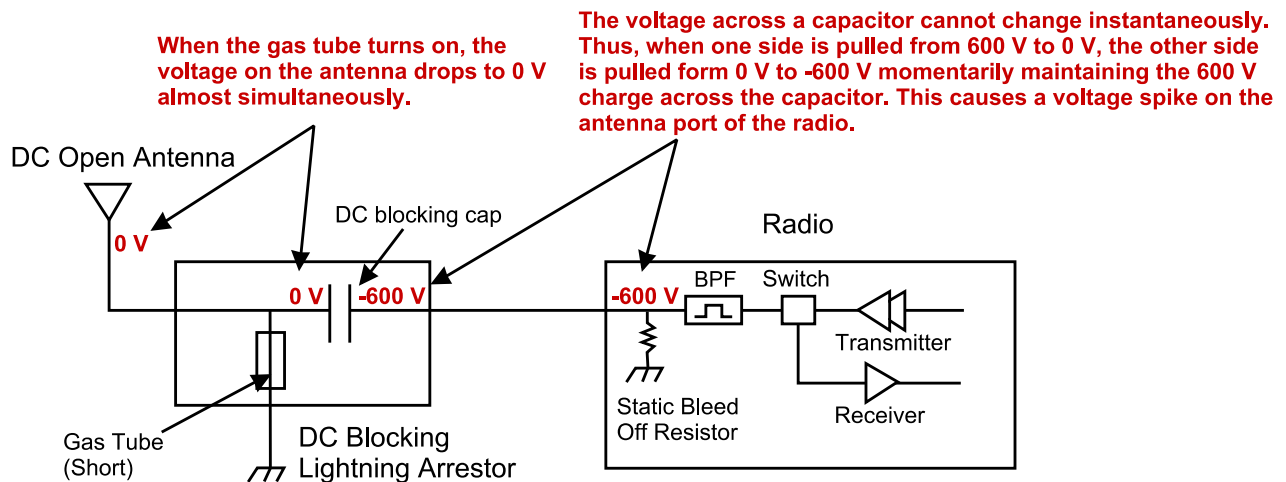 When the gas tube turns on, the
voltage on the antenna drops to 0 V
almost simultaneously.
The voltage across a capacitor cannot change instantaneously.
Thus, when one side is pulled from 600 V to 0 V, the other side
is pulled form 0 V to -600 V momentarily maintaining the 600 V
charge across the capacitor. This causes a voltage spike on the
antenna port of the radio.
DC Open Antenna
0 V
DC blocking cap
0 V
-600 V
Gas Tube
(Short)
DC Blocking
Lightning Arrestor
Radio
-600 V
BPF
Switch
Transmitter
Receiver
Static Bleed
Off Resistor